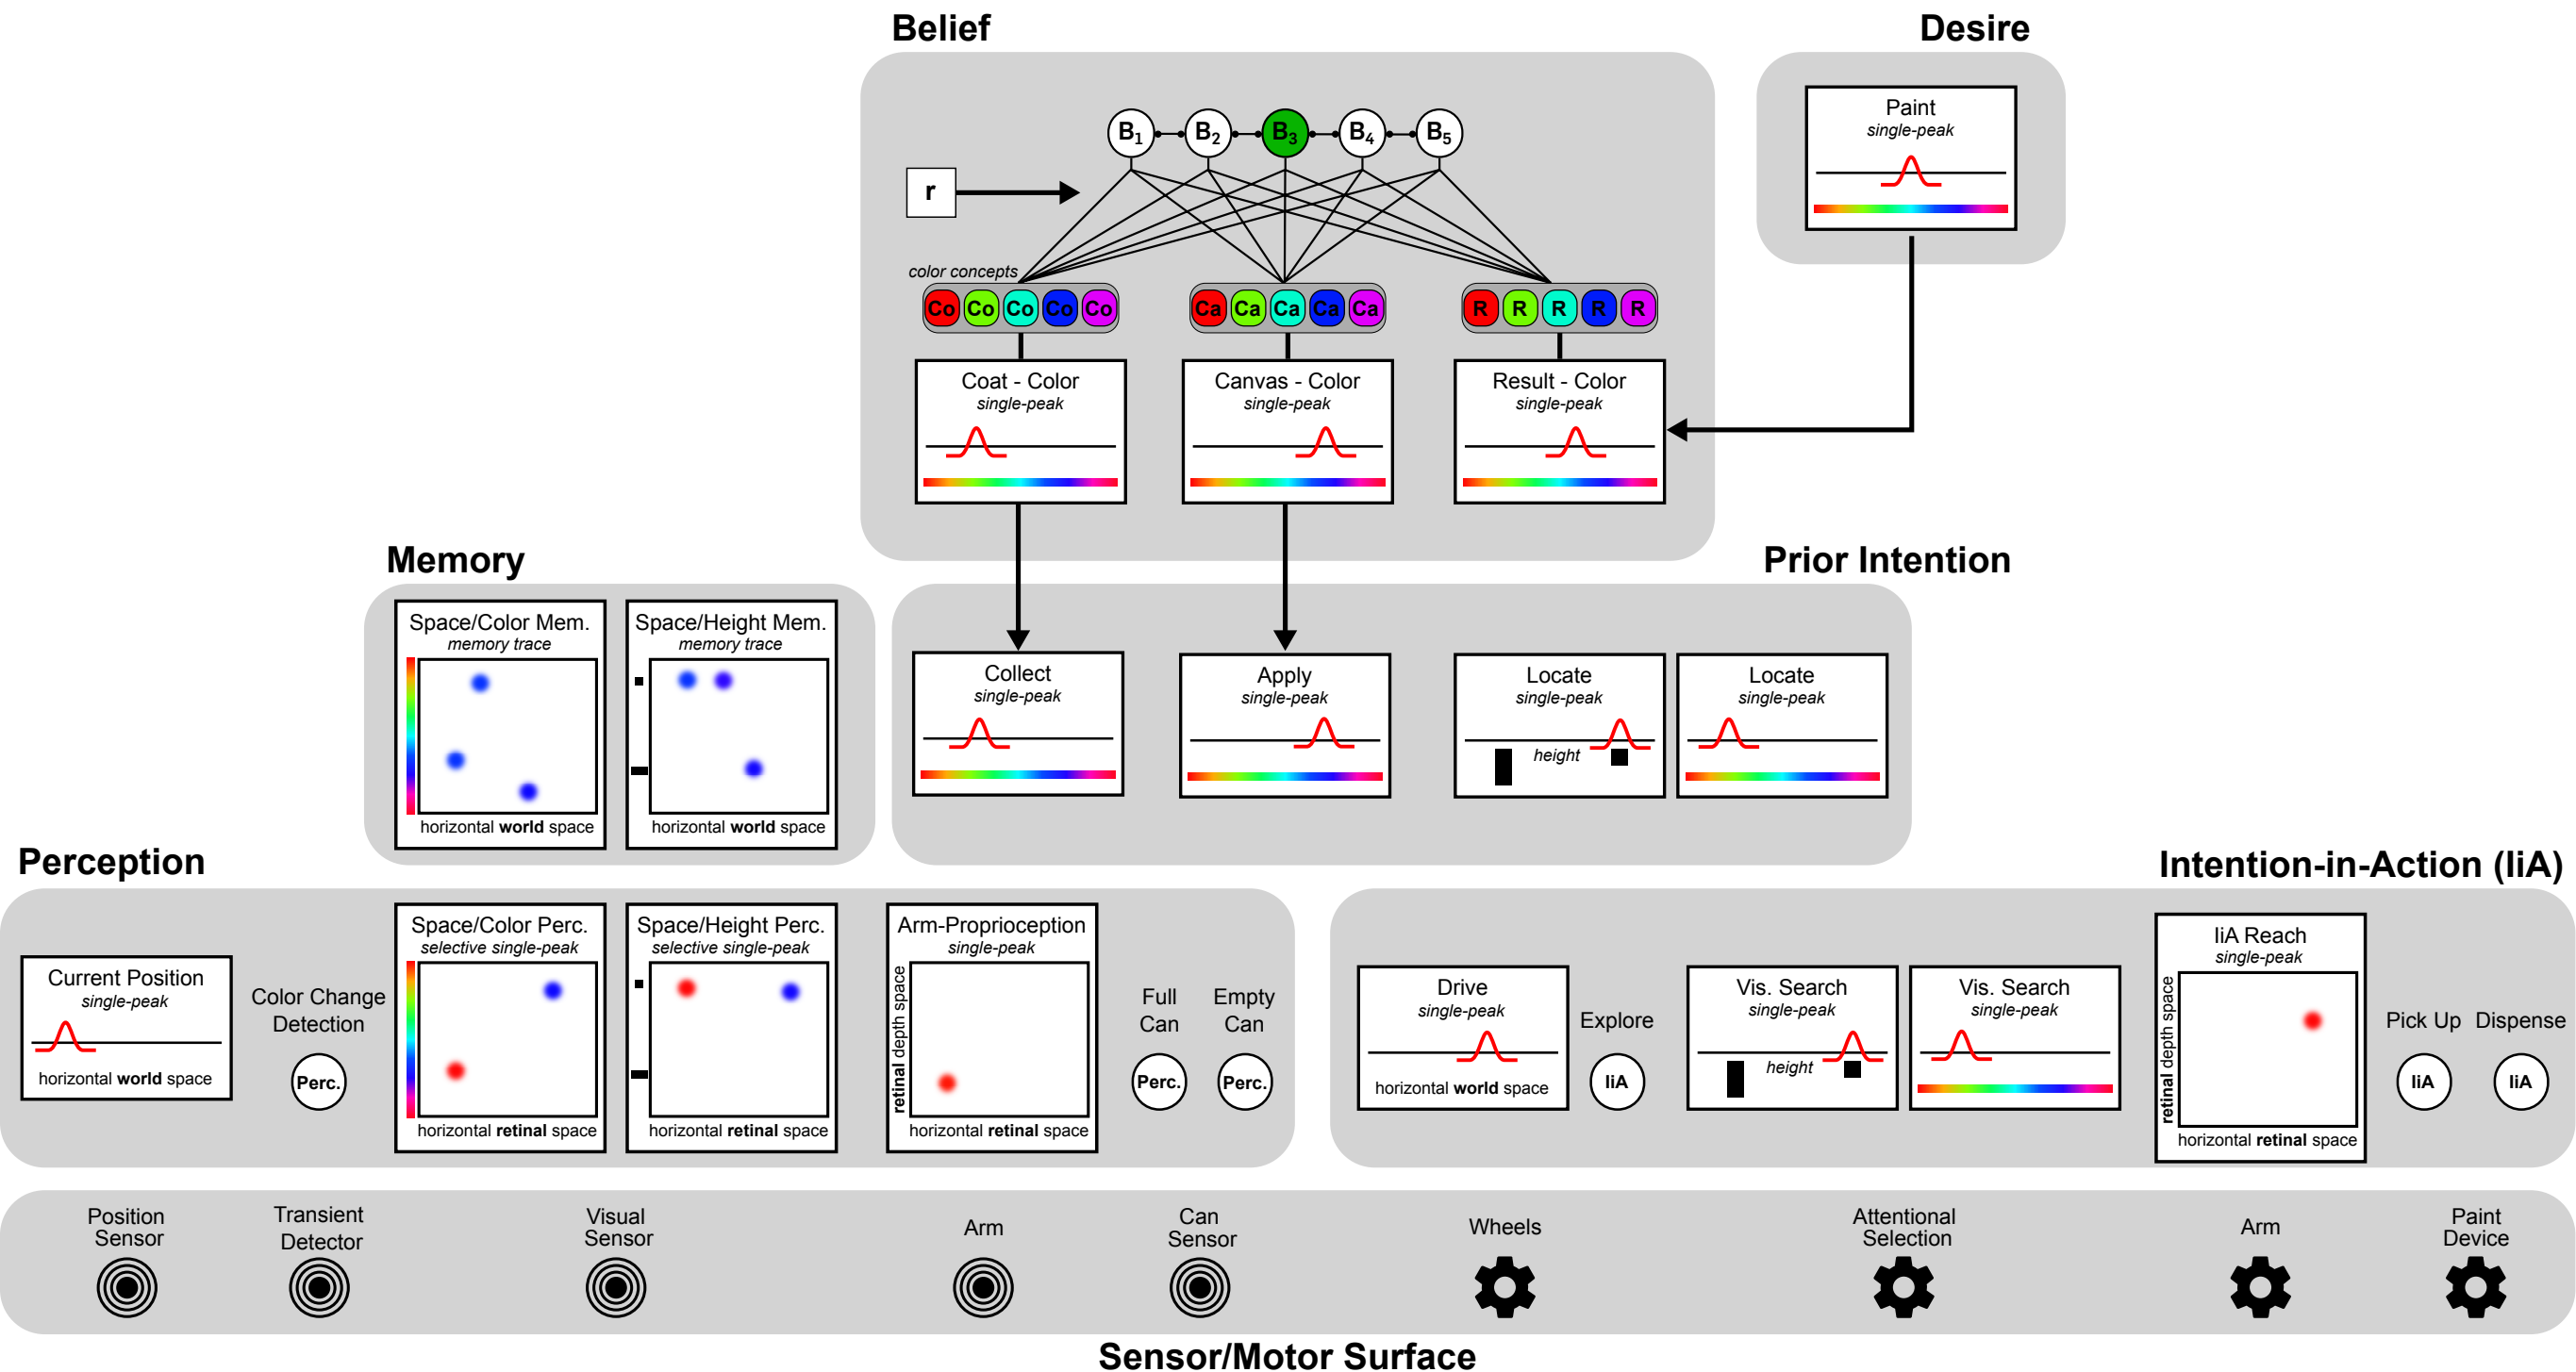 Belief
Desire
Paint
single-peak
B1 B2 B3 B4 B5
r
color concepts
Co Co Co Co Co
Ca Ca Ca Ca Ca
R R R R R
Coat - Color
single-peak
Canvas - Color
single-peak
Result - Color
single-peak
Memory
Prior Intention
Space/Color Mem.
memory trace
horizontal world space
Space/Height Mem.
memory trace
horizontal world space
Collect
single-peak
Apply
single-peak
Locate
single-peak
height
Locate
single-peak
Perception
Intention-in-Action (IiA)
Current Position
single-peak
horizontal world space
Color Change
Detection
Perc.
Space/Color Perc.
selective single-peak
horizontal retinal space
Space/Height Perc.
selective single-peak
horizontal retinal space
Arm-Proprioception
single-peak
retinal depth space
horizontal retinal space
Full
Can
Perc.
Empty
Can
Perc.
Drive
single-peak
horizontal world space
Explore
IiA
Vis. Search
single-peak
height
Vis. Search
single-peak
IiA Reach
single-peak
retinal depth space
horizontal retinal space
Pick Up
IiA
Dispense
IiA
Position
Sensor
Transient
Detector
Visual
Sensor
Arm
Can
Sensor
Wheels
Attentional
Selection
Arm
Paint
Device
Sensor/Motor Surface